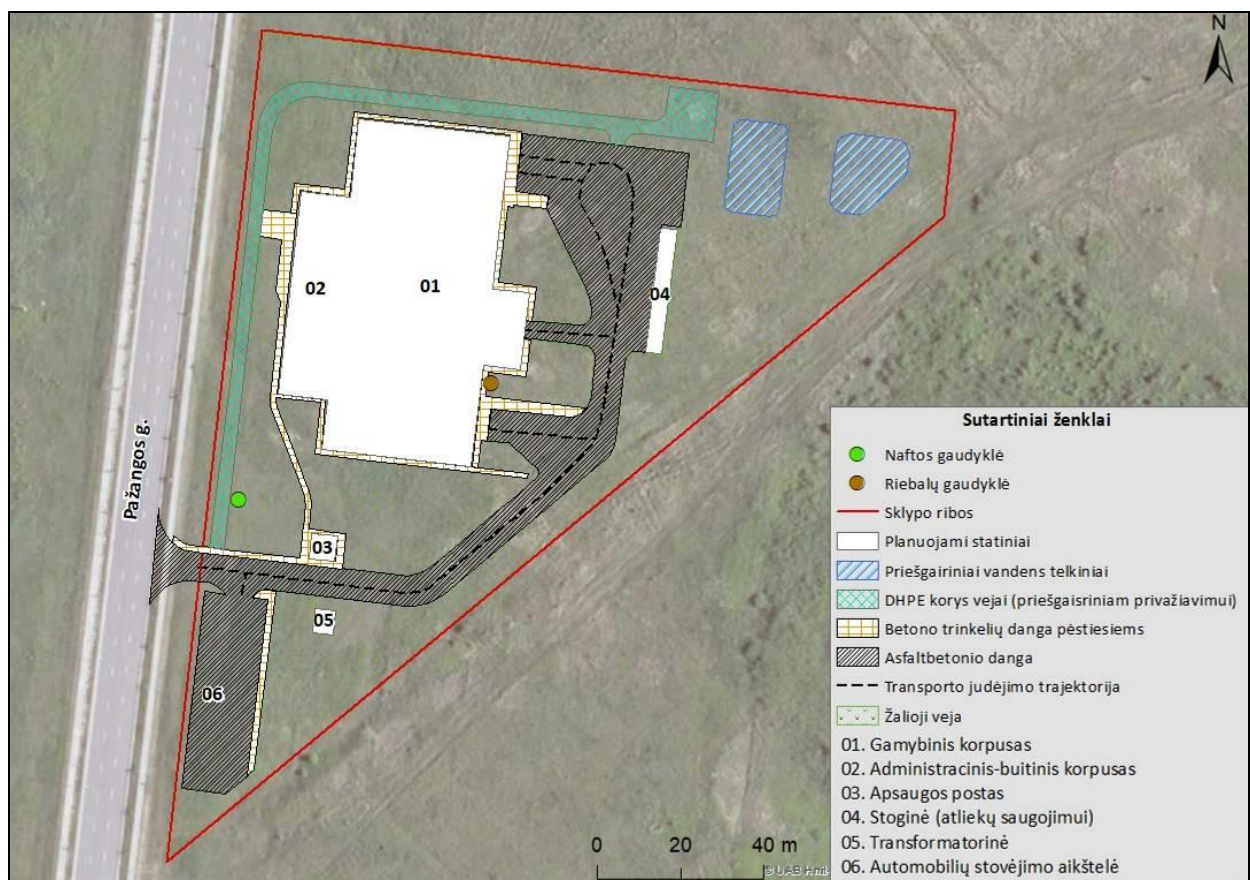 N
02
01
04
Pažangos g.
03
05
06
0 20 40 m
Sutartiniai ženklai
Naftos gaudyklė
Riebalų gaudyklė
Sklypo ribos
Planuojami statiniai
Priešgairiniai vandens telkiniai
DHPE korys vejai (priešgaisriniam privažiavimui)
Betono trinkelių danga pėstiesiems
Asfaltbetonio danga
Transporto judėjimo trajektorija
Žalioji veja
01. Gamybinis korpusas
02. Administracinis-buitinis korpusas
03. Apsaugos postas
04. Stoginė (atliekų saugojimui)
05. Transformatorinė
06. Automobilių stovėjimo aikštelė
© UAB Hnit-